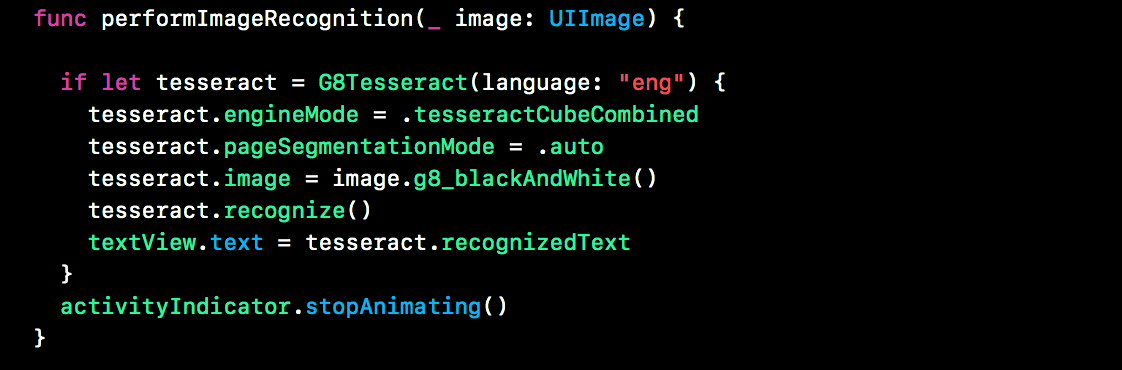 func performImageRecognition(_ image: UIImage) {
if let tesseract = G8Tesseract(language: "eng") {
tesseract.engineMode = .tesseractCubeCombined
tesseract.pageSegmentationMode = .auto
tesseract.image = image.g8_blackAndWhite()
tesseract.recognize()
textView.text = tesseract.recognizedText
}
activityIndicator.stopAnimating()
}